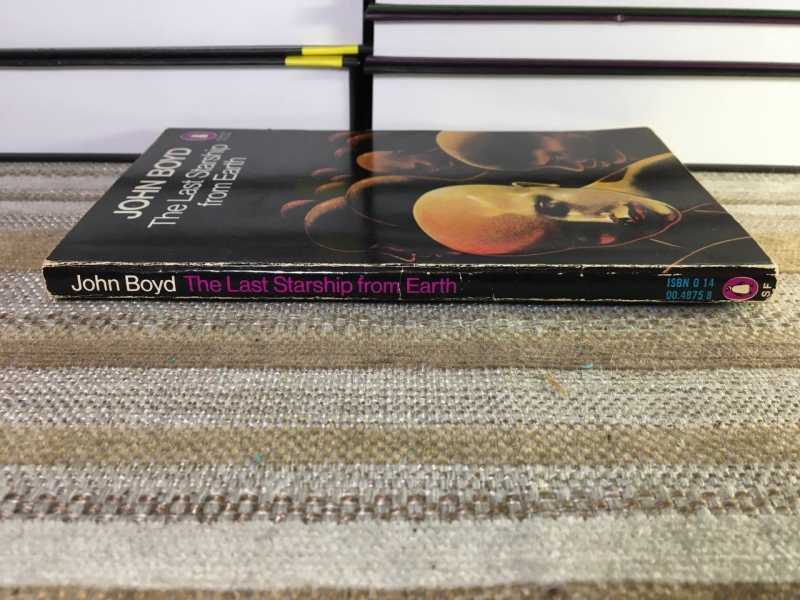 JOHN BOYD
The Last Starship
from Earth
John Boyd The Last Starship from Earth
ISBN 0 14
00.4875 8
SF